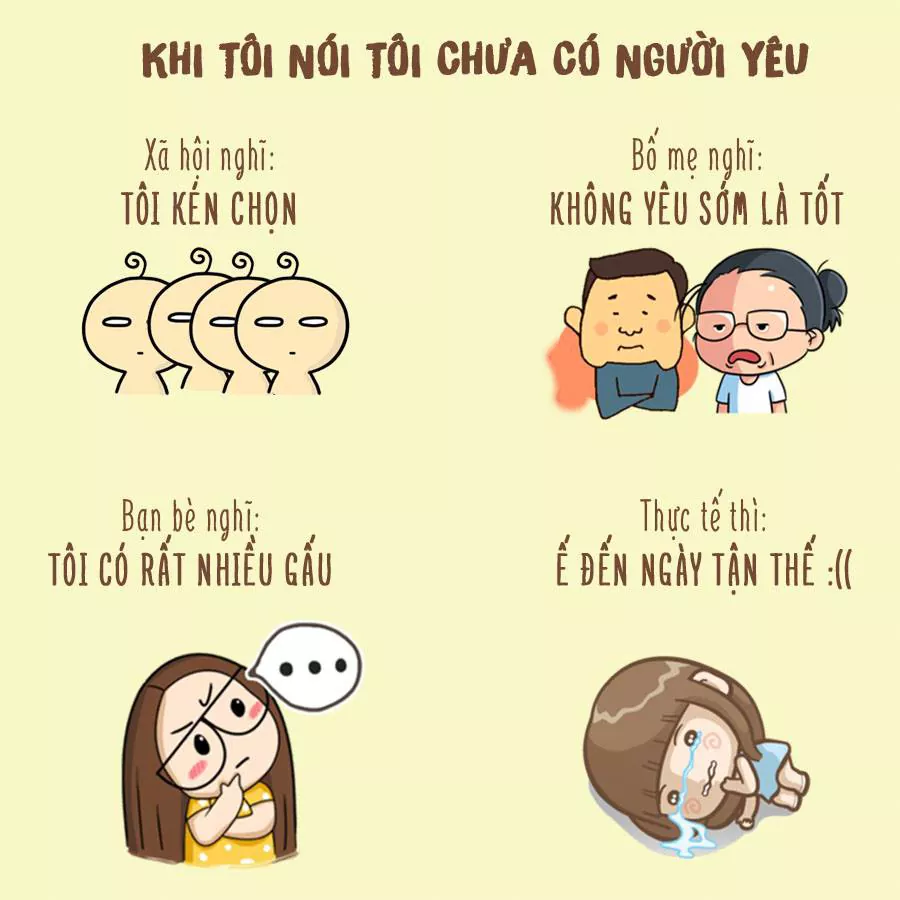 KHI TÔI NÓI TÔI CHƯA CÓ NGƯỜI YÊU
Xã hội nghĩ:
TÔI KÉN CHỌN
Bố mẹ nghĩ:
KHÔNG YÊU SỚM LÀ TỐT
Bạn bè nghĩ:
TÔI CÓ RẤT NHIỀU GẤU
Thực tế thì:
Ế ĐẾN NGÀY TẬN THẾ :((